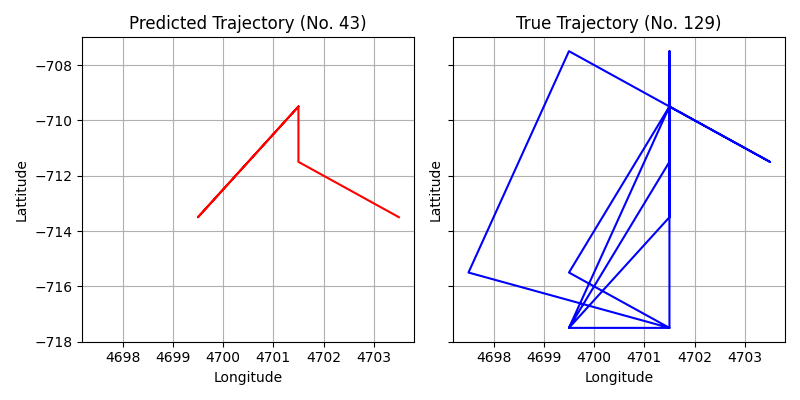 Predicted Trajectory (No. 43)
True Trajectory (No. 129)
−708
−710
−712
−714
−716
−718
Lattitude
Lattitude
4698 4699 4700 4701 4702 4703
4698 4699 4700 4701 4702 4703
Longitude
Longitude